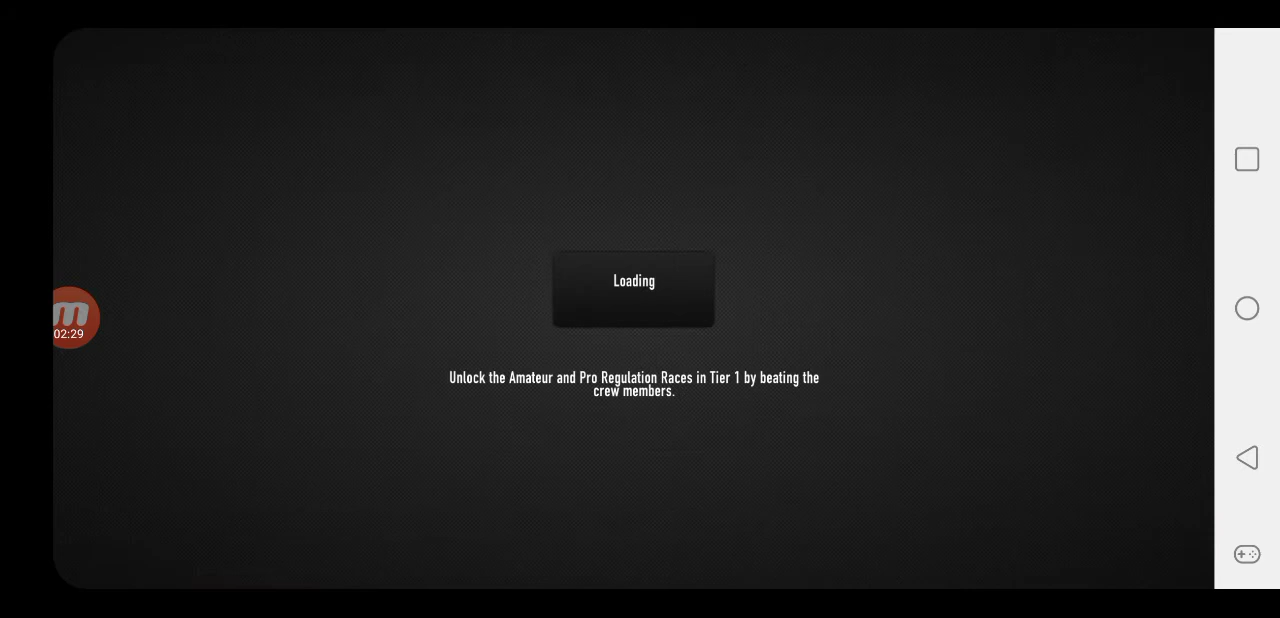 Loading
m
02:29
Unlock the Amateur and Pro Regulation Races in Tier 1 by beating the
crew members.